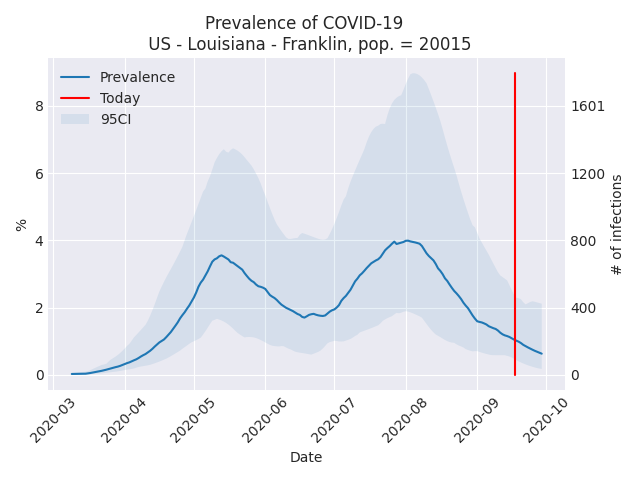 Prevalence of COVID-19
US - Louisiana - Franklin, pop. = 20015
Prevalence
Today
95CI
8
6
4
2
0
%
1601
1200
800
400
0
# of infections
2020-03
2020-04
2020-05
2020-06
2020-07
2020-08
2020-09
2020-10
Date